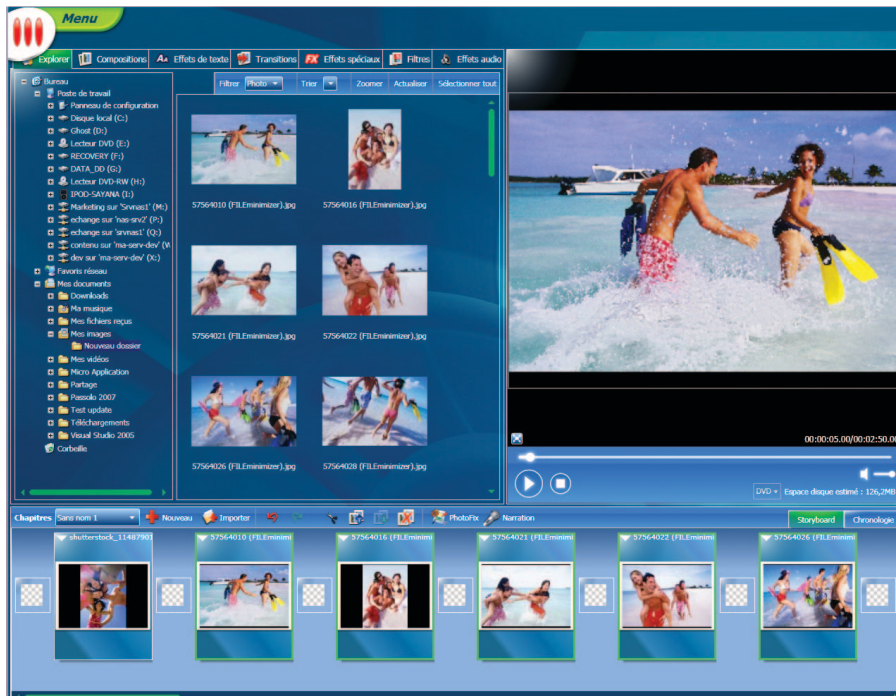 Menu
Explorer Compositions Aa Effets de texte Transitions FX Effets spéciaux Filtres Effets audio
Filtrer Photo Trier Zoomer Actualiser Sélectionner tout
Bureau
Poste de travail
Panneau de configuration
Disque local (C:)
Ghost (D:)
Lecteur DVD (E:)
RECOVERY (F:)
DATA_DD (G:)
Lecteur DVD-RW (H:)
IPOD-SAYANA (I:)
Marketing sur 'Srvnas1' (M:)
echange sur 'nas-srv2' (P:)
echange sur 'srvnas1' (Q:)
contenu sur 'ma-serv-dev' (W
dev sur 'ma-serv-dev' (X:)
Favoris réseau
Mes documents
Downloads
Ma musique
Mes fichiers reçus
Mes images
Nouveau dossier
Mes vidéos
Micro Application
Partage
Passolo 2007
Test update
Téléchargements
Visual Studio 2005
Corbeille
57564010 (FILEminimizer).jpg
57564016 (FILEminimizer).jpg
57564021 (FILEminimizer).jpg
57564022 (FILEminimizer).jpg
57564026 (FILEminimizer).jpg
57564028 (FILEminimizer).jpg
00:00:05.00/00:02:50.00
DVD Espace disque estimé : 126,2MB
Chapitres Sans nom 1 Nouveau Importer PhotoFix Narration Storyboard Chronologie
shutterstock_11487901
57564010 (FILEminimi
57564016 (FILEminimi
57564021 (FILEminimi
57564022 (FILEminimi
57564026 (FILEminimi